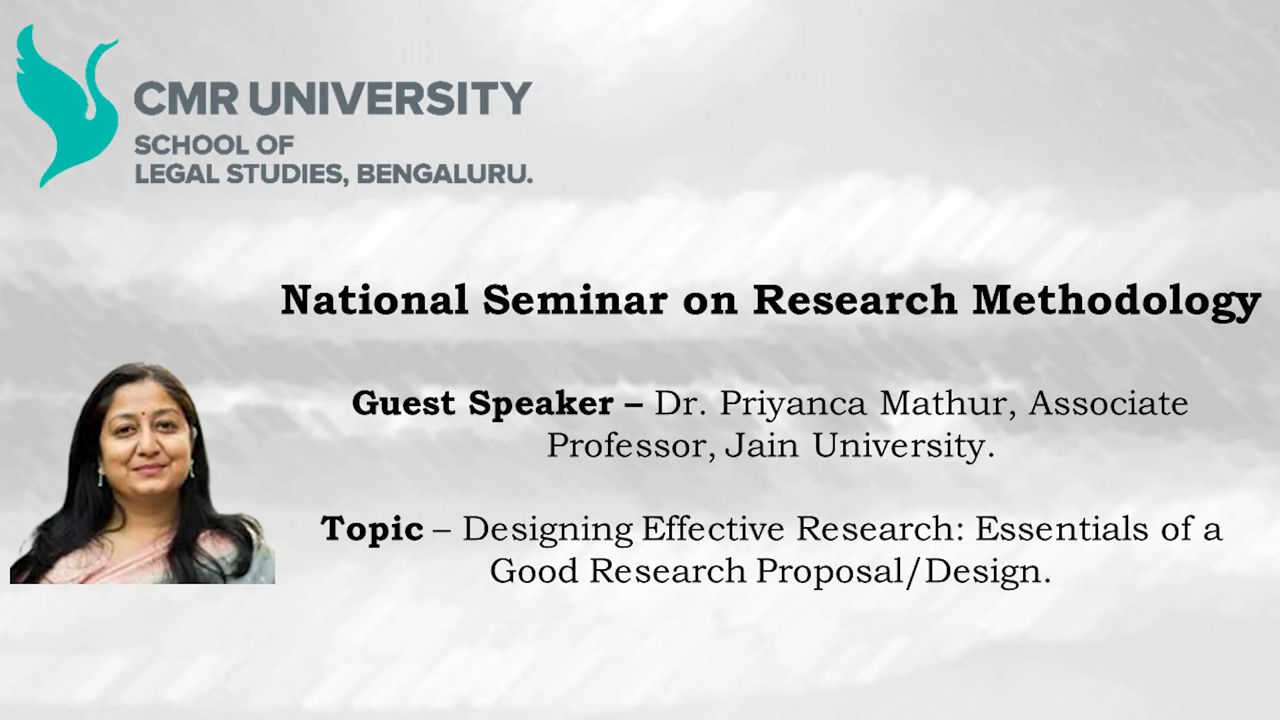 CMR UNIVERSITY
SCHOOL OF
LEGAL STUDIES, BENGALURU.
National Seminar on Research Methodology
Guest Speaker – Dr. Priyanca Mathur, Associate
Professor, Jain University.
Topic – Designing Effective Research: Essentials of a
Good Research Proposal/Design.